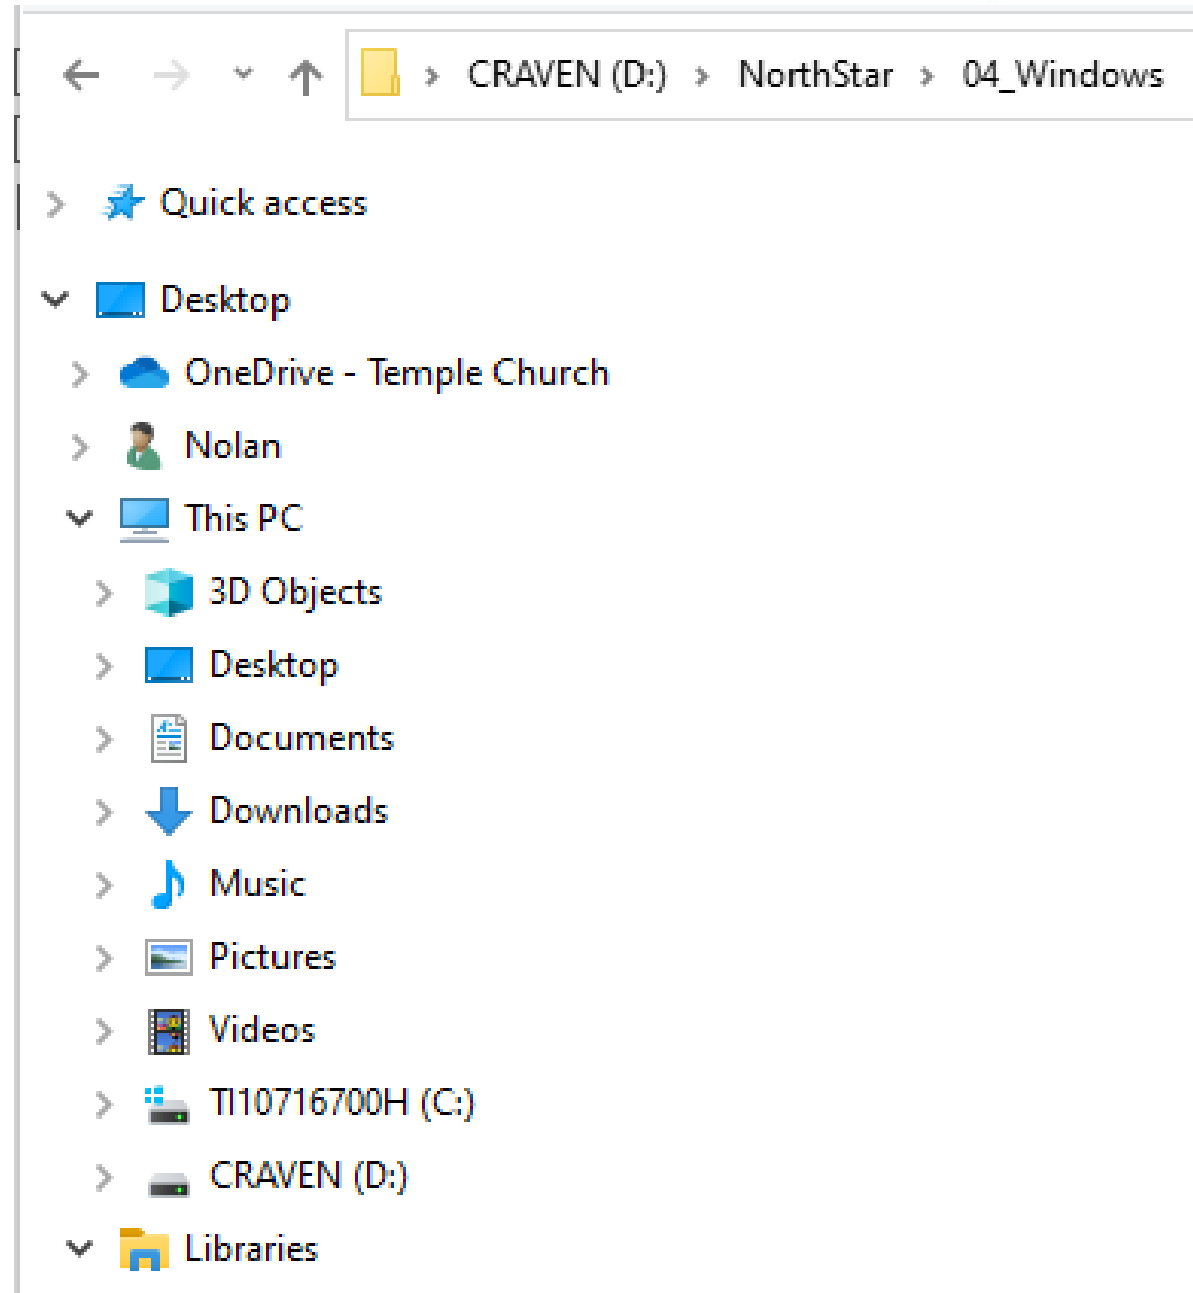 CRAVEN (D:) › NorthStar › 04_Windows
Quick access
Desktop
OneDrive - Temple Church
Nolan
This PC
3D Objects
Desktop
Documents
Downloads
Music
Pictures
Videos
TI10716700H (C:)
CRAVEN (D:)
Libraries